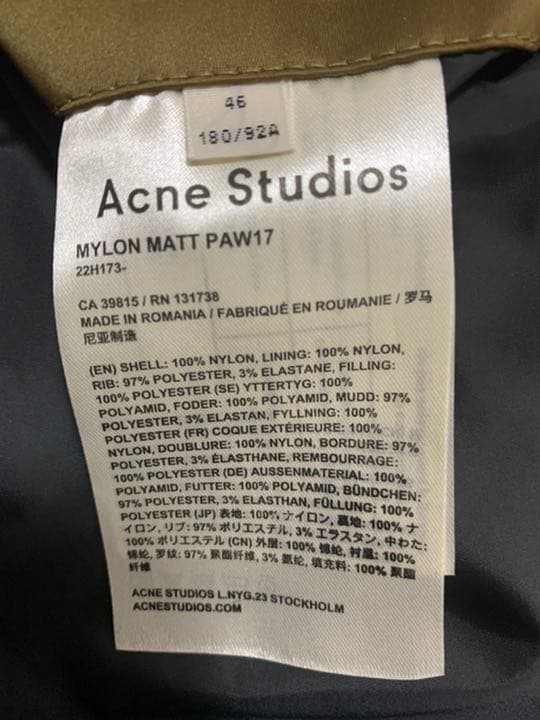 46
180/92A
Acne Studios
MYLON MATT PAW17
22H173-
CA 39815 / RN 131738
MADE IN ROMANIA / FABRIQUÉ EN ROUMANIE / 罗马
尼亚制造
(EN) SHELL: 100% NYLON, LINING: 100% NYLON,
RIB: 97% POLYESTER, 3% ELASTANE, FILLING:
100% POLYESTER (SE) YTTERTYG: 100%
POLYAMID, FODER: 100% POLYAMID, MUDD: 97%
POLYESTER, 3% ELASTAN, FYLLNING: 100%
POLYESTER (FR) COQUE EXTÉRIEURE: 100%
NYLON, DOUBLURE: 100% NYLON, BORDURE: 97%
POLYESTER, 3% ÉLASTHANE, REMBOURRAGE:
100% POLYESTER (DE) AUSSENMATERIAL: 100%
POLYAMID, FUTTER: 100% POLYAMID, BÜNDCHEN:
97% POLYESTER, 3% ELASTHAN, FÜLLUNG: 100%
POLYESTER (JP) 表地: 100% ナイロン, 裏地: 100% ナ
イロン, リブ: 97% ポリエステル, 3% エラスタン, 中わた:
100% ポリエステル (CN) 外层: 100% 锦纶, 衬里: 100%
锦纶, 罗纹: 97% 聚酯纤维, 3% 氨纶, 填充料: 100% 聚酯
纤维
ACNE STUDIOS L.NYG.23 STOCKHOLM
ACNESTUDIOS.COM